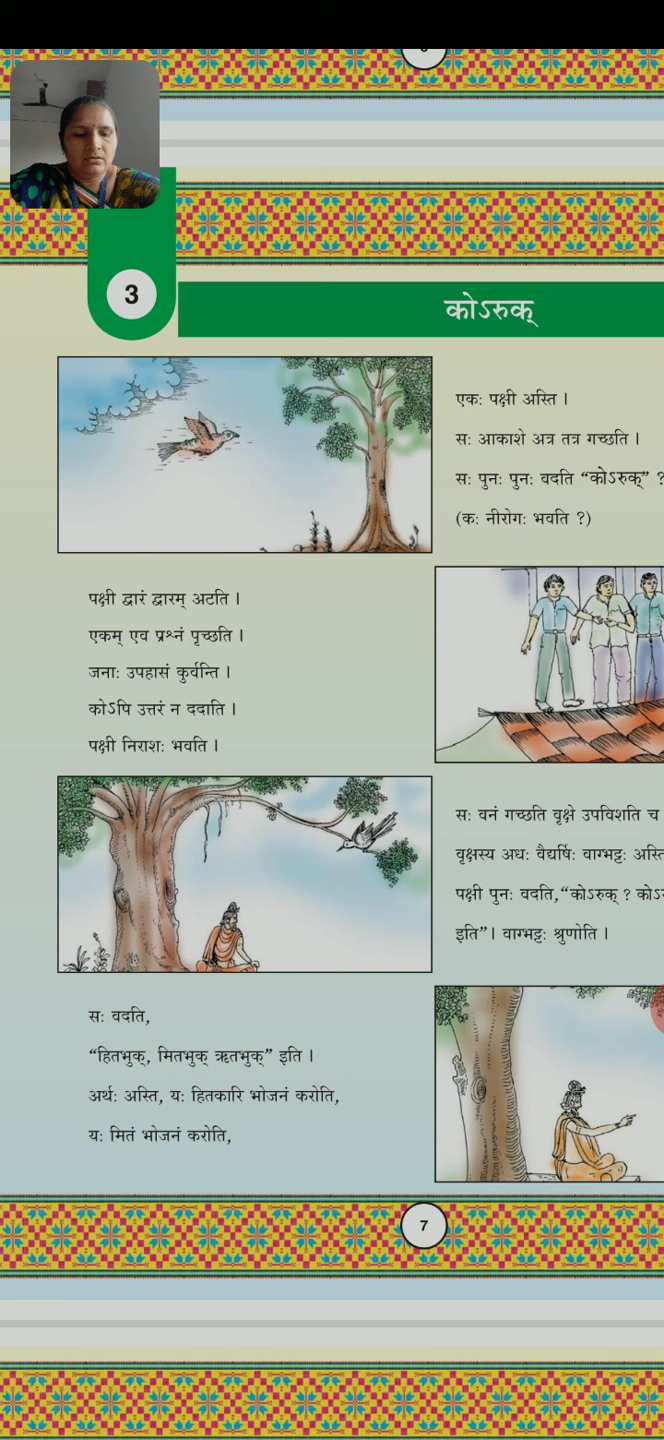 3
कोऽरुक्
एकः पक्षी अस्ति ।
सः आकाशे अत्र तत्र गच्छति ।
सः पुनः पुनः वदति “कोऽरुक्” ?
(कः नीरोगः भवति ?)
पक्षी द्वारं द्वारम् अटति ।
एकम् एव प्रश्नं पृच्छति ।
जनाः उपहासं कुर्वन्ति ।
कोऽपि उत्तरं न ददाति ।
पक्षी निराशः भवति ।
सः वनं गच्छति वृक्षे उपविशति च
वृक्षस्य अधः वैद्यर्षिः वाग्भट्टः
पक्षी पुनः वदति,“कोऽरुक् ?
इति”। वाग्भट्टः श्रुणोति ।
सः वदति,
“हितभुक्, मितभुक् ऋतभुक्” इति ।
अर्थः अस्ति, यः हितकारि भोजनं करोति,
यः मितं भोजनं करोति,
7